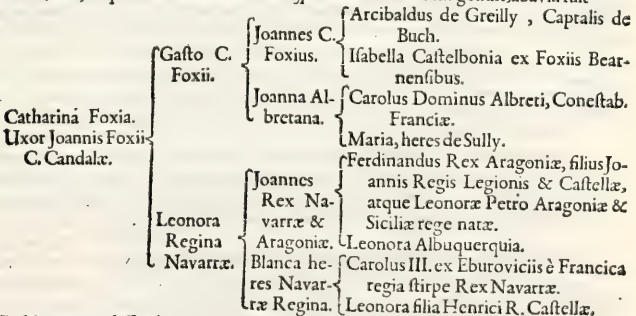 Catharina Foxia.
Uxor Joannis Foxii
C. Candalæ.
Gasto C.
Foxii.
Joannes C.
Foxius.
Arcibaldus de Greilly, Captalis de
Buch.
Isabella Castelbonia ex Foxiis Bear-
nensibus.
Joanna Al-
bretana.
Carolus Dominus Albreti, Conestab.
Franciæ.
Maria, heres de Sully.
Leonora
Regina
Navarræ.
Joannes
Rex Na-
varræ &
Aragoniæ.
Ferdinandus Rex Aragoniæ, filius Jo-
annis Regis Legionis & Castellæ,
atque Leonoræ Petro Aragoniæ &
Siciliæ rege natæ.
Leonora Albuquerquia.
Blanca he-
res Navar-
ræ Regina.
Carolus III. ex Eburoviciis è Francica
regia stirpe Rex Navarræ.
Leonora filia Henrici R. Castellæ.